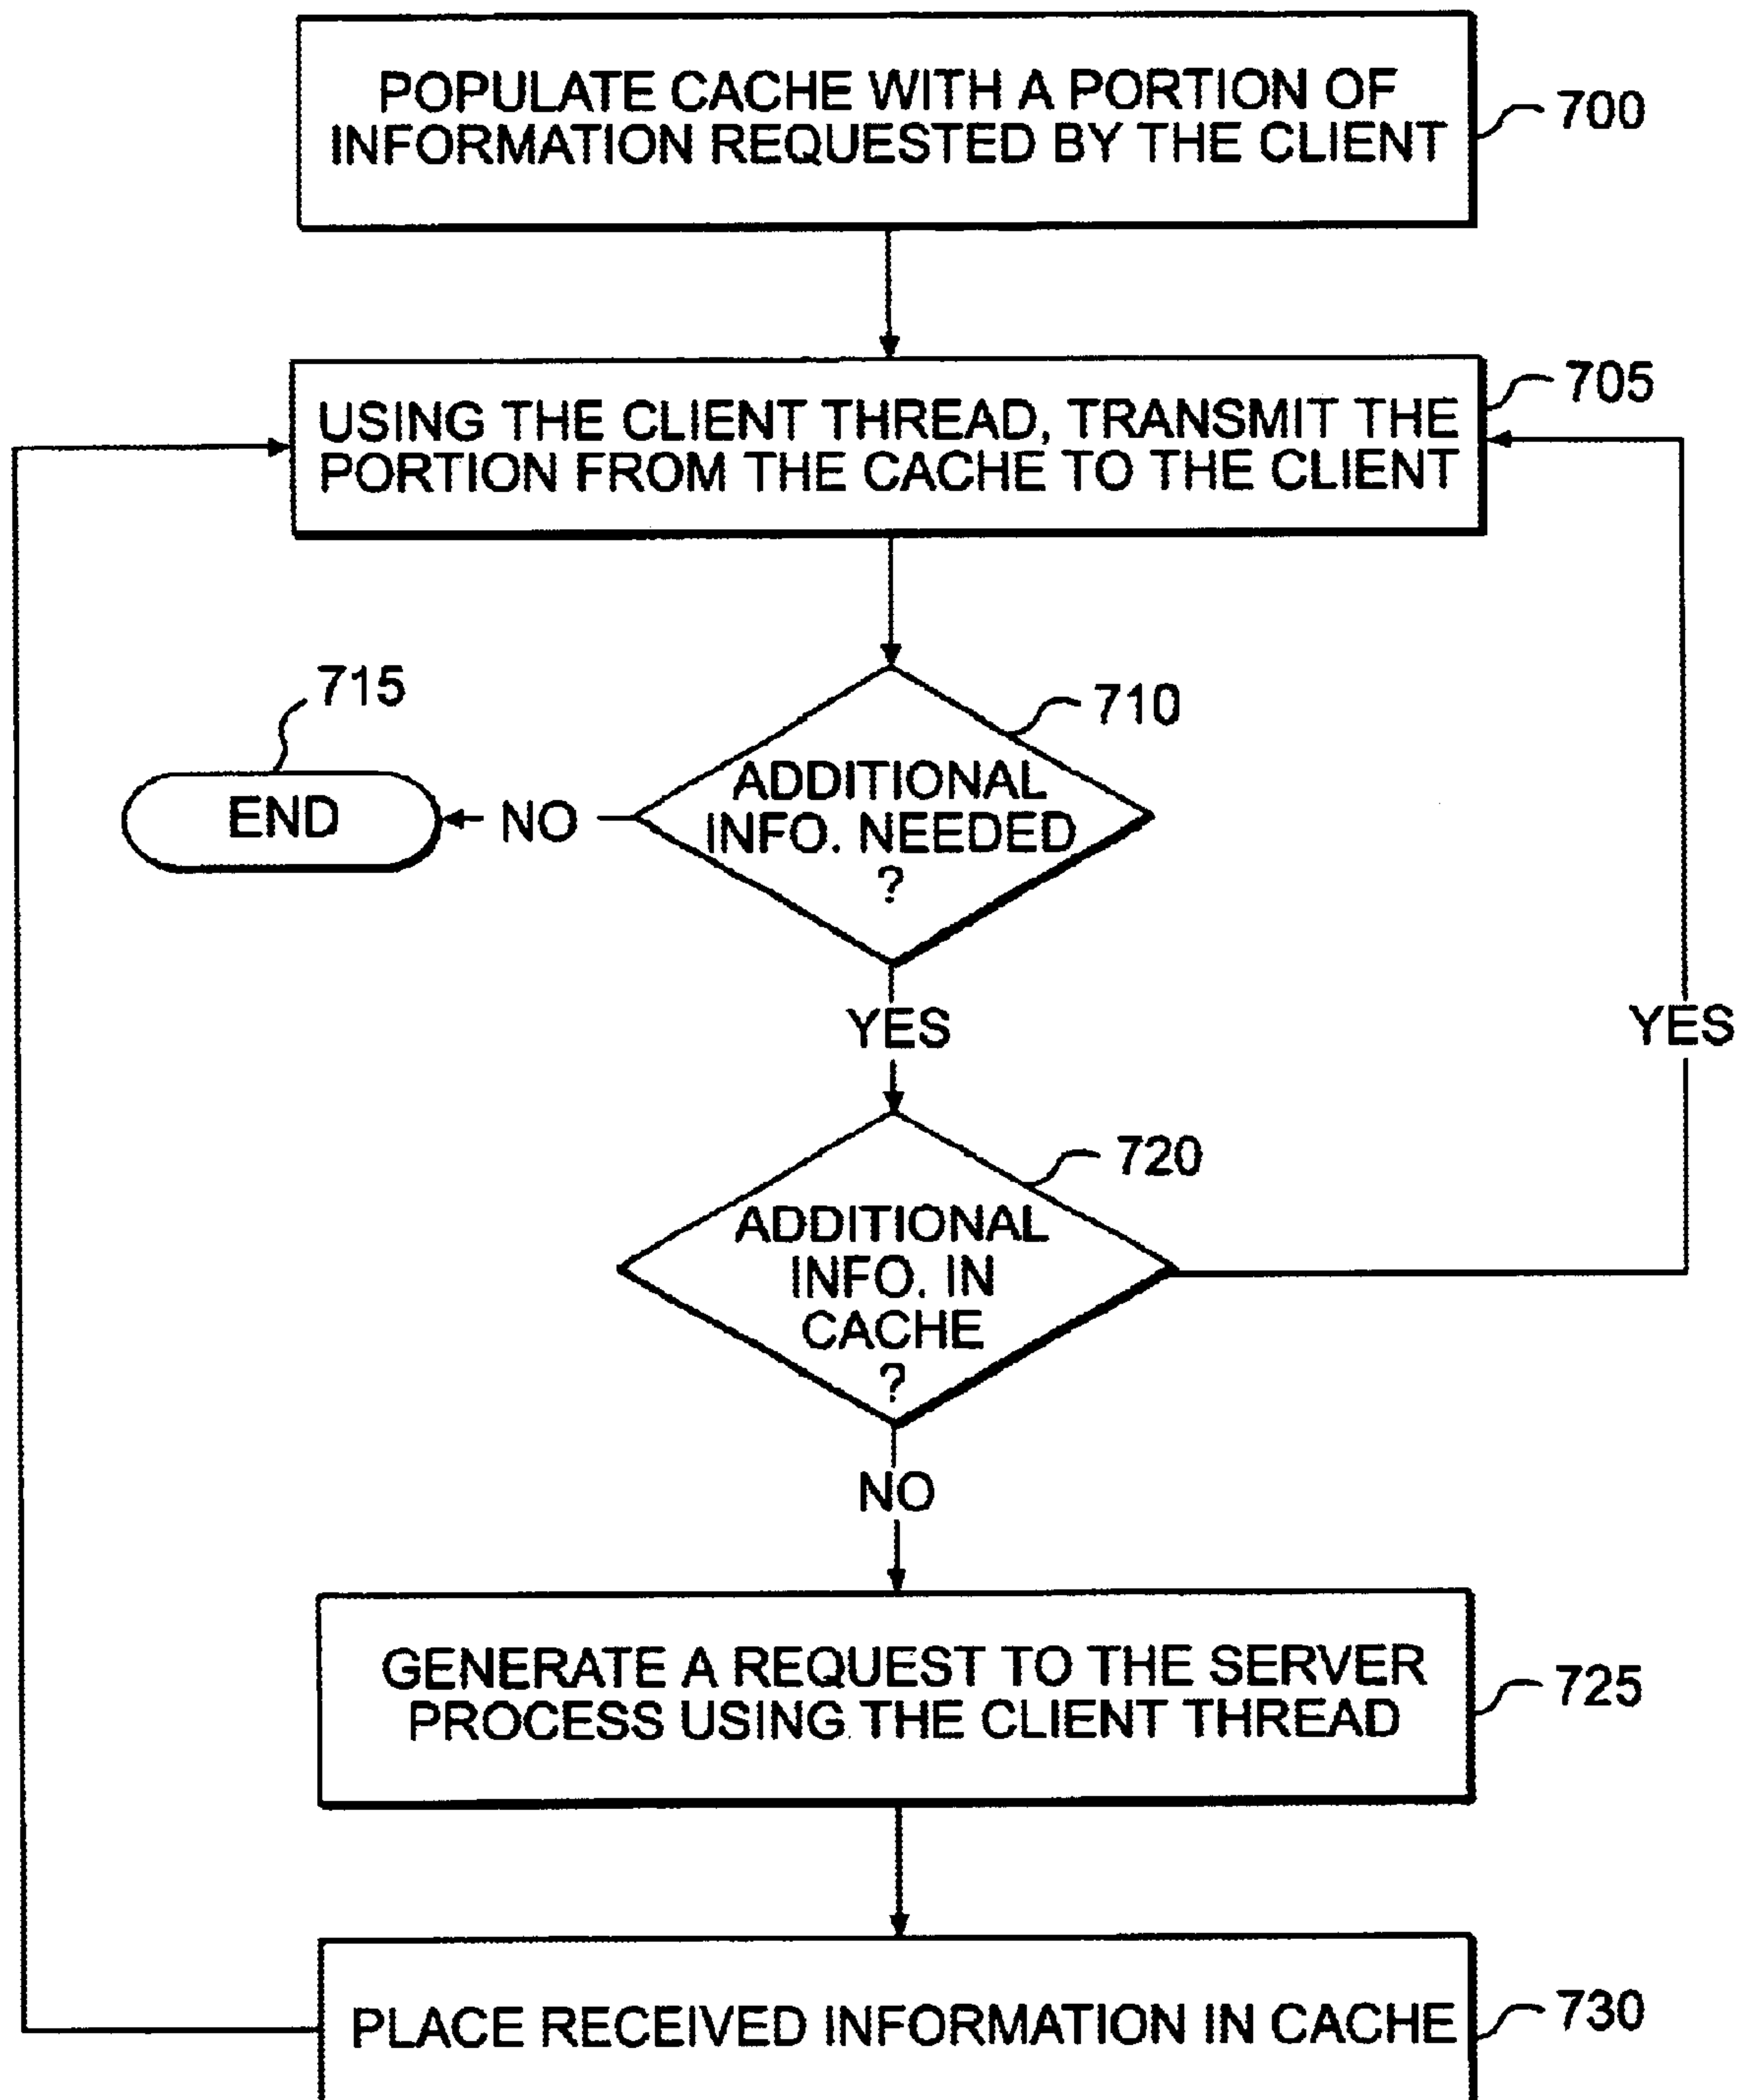 POPULATE CACHE WITH A PORTION OF
INFORMATION REQUESTED BY THE CLIENT
700
705
USING THE CLIENT THREAD, TRANSMIT THE
PORTION FROM THE CACHE TO THE CLIENT
715
710
ADDITIONAL
INFO. NEEDED
?
END
NO
YES
YES
720
ADDITIONAL
INFO. IN
CACHE
?
NO
GENERATE A REQUEST TO THE SERVER
PROCESS USING THE CLIENT THREAD
725
PLACE RECEIVED INFORMATION IN CACHE
730